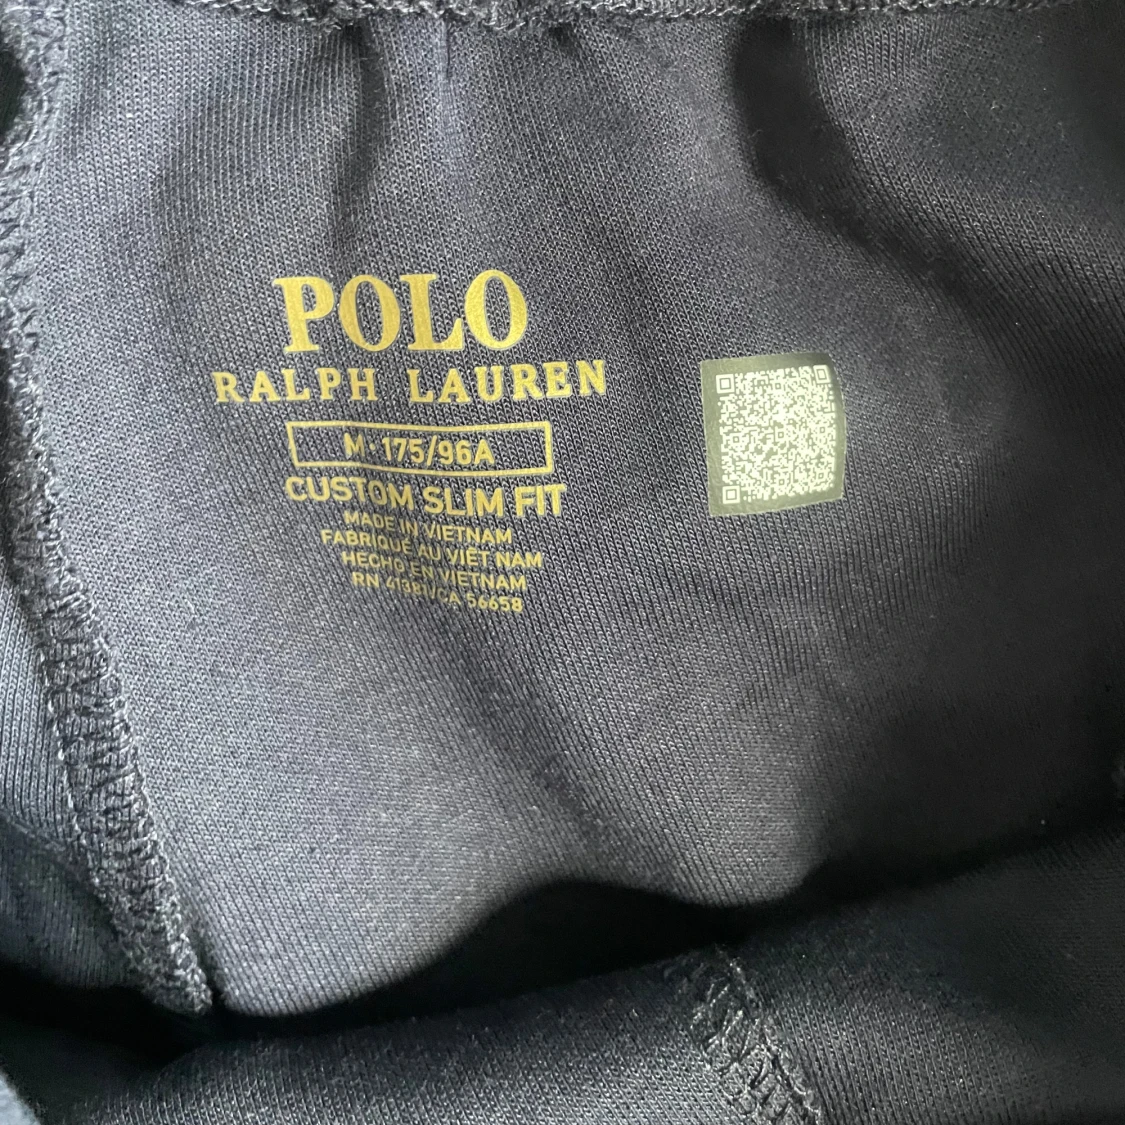 POLO
RALPH LAUREN
M• 175/96A
CUSTOM SLIM FIT
MADE IN VIETNAM
FABRIQUÉ AU VIÊT NAM
HECHO EN VIETNAM
RN 41381/CA 56658